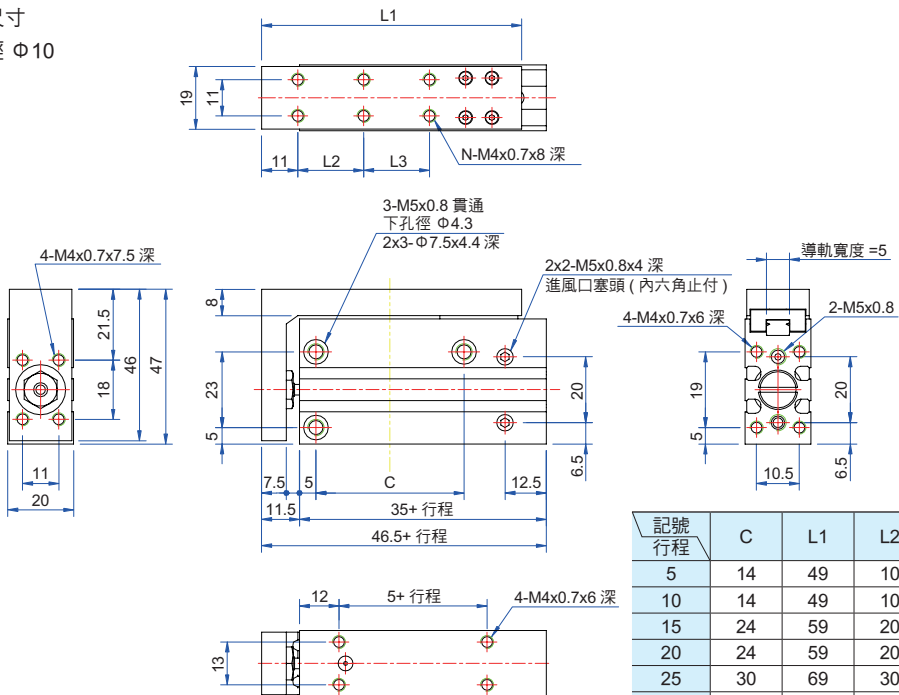 尺寸
徑 Φ10
L1
19
11
11
L2
L3
N-M4x0.7x8 深
3-M5x0.8 貫通
下孔徑 Φ4.3
2x3-Φ7.5x4.4 深
2x2-M5x0.8x4 深
進風口塞頭 ( 內六角止付 )
4-M4x0.7x7.5 深
21.5
18
46
47
11
20
8
23
5
20
6.5
7.5
5
C
12.5
11.5
35+ 行程
46.5+ 行程
導軌寬度 =5
4-M4x0.7x6 深
2-M5x0.8
19
5
20
6.5
10.5
12
5+ 行程
4-M4x0.7x6 深
13
記號
行程
C L1 L2
5 14 49 10
10 14 49 10
15 24 59 20
20 24 59 20
25 30 69 30